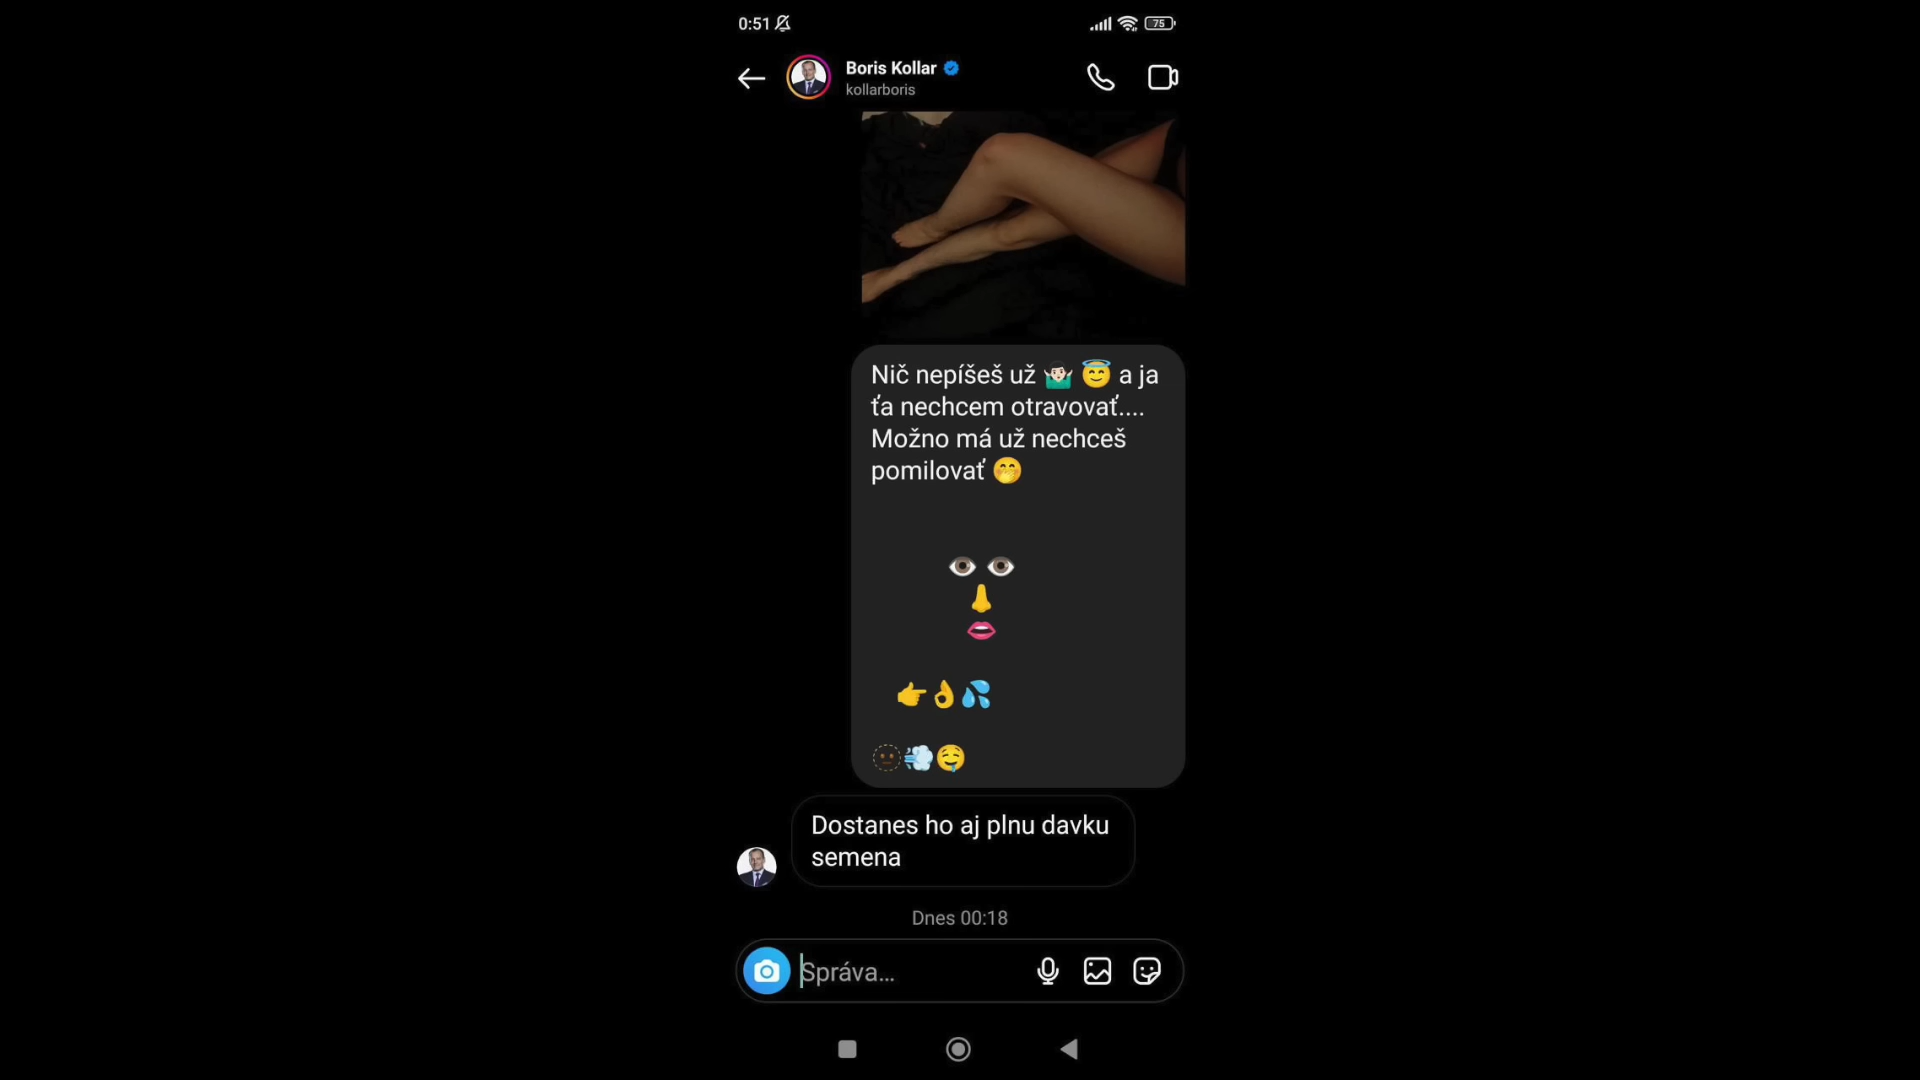 0:51
75
Boris Kollar
kollarboris
Nič nepíšeš už 🤷🏻‍♂️ 😇 a ja
ťa nechcem otravovať....
Možno má už nechceš
pomilovať 🤭
👁️ 👁️
👃
👄
👉👌💦
🫥💨🤤
Dostanes ho aj plnu davku
semena
Dnes 00:18
Správa...